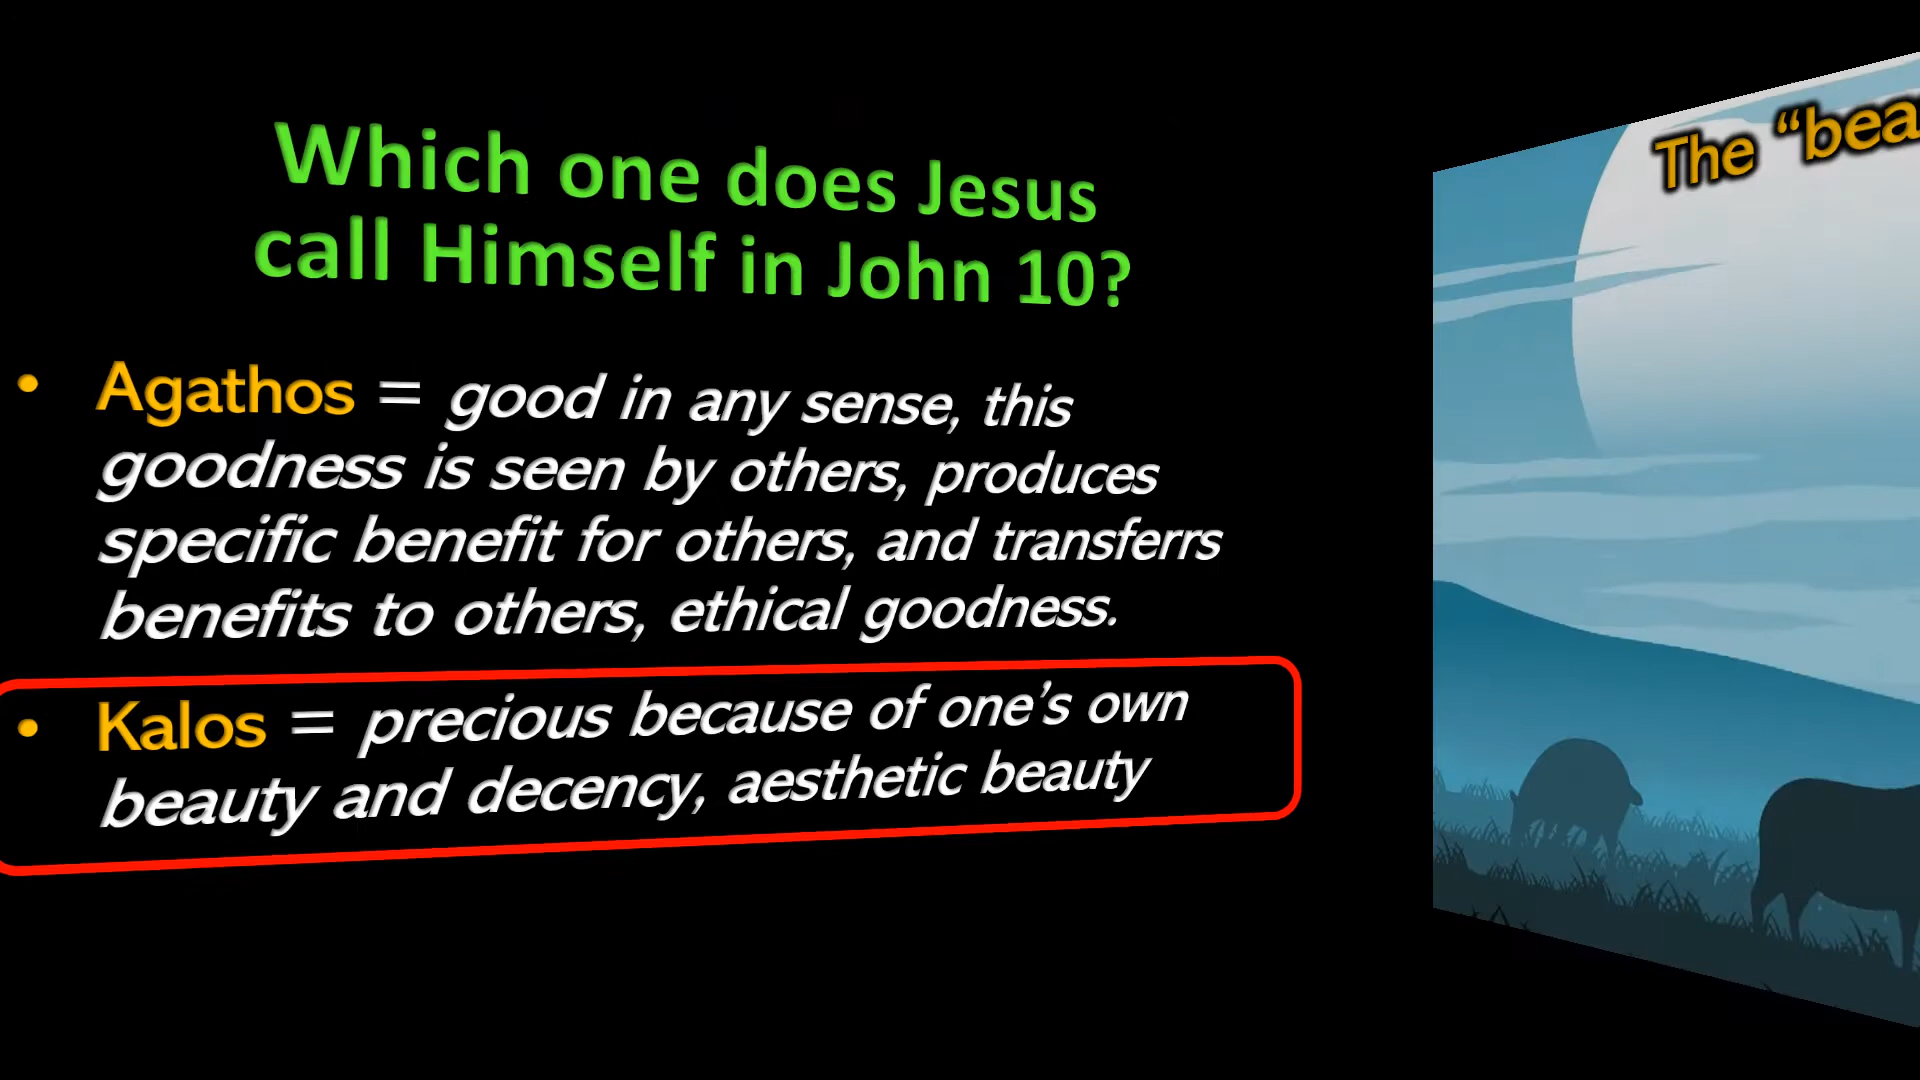 Which one does Jesus
call Himself in John 10?
• Agathos = good in any sense, this
goodness is seen by others, produces
specific benefit for others, and transferrs
benefits to others, ethical goodness.
• Kalos = precious because of one's own
beauty and decency, aesthetic beauty
The "bea